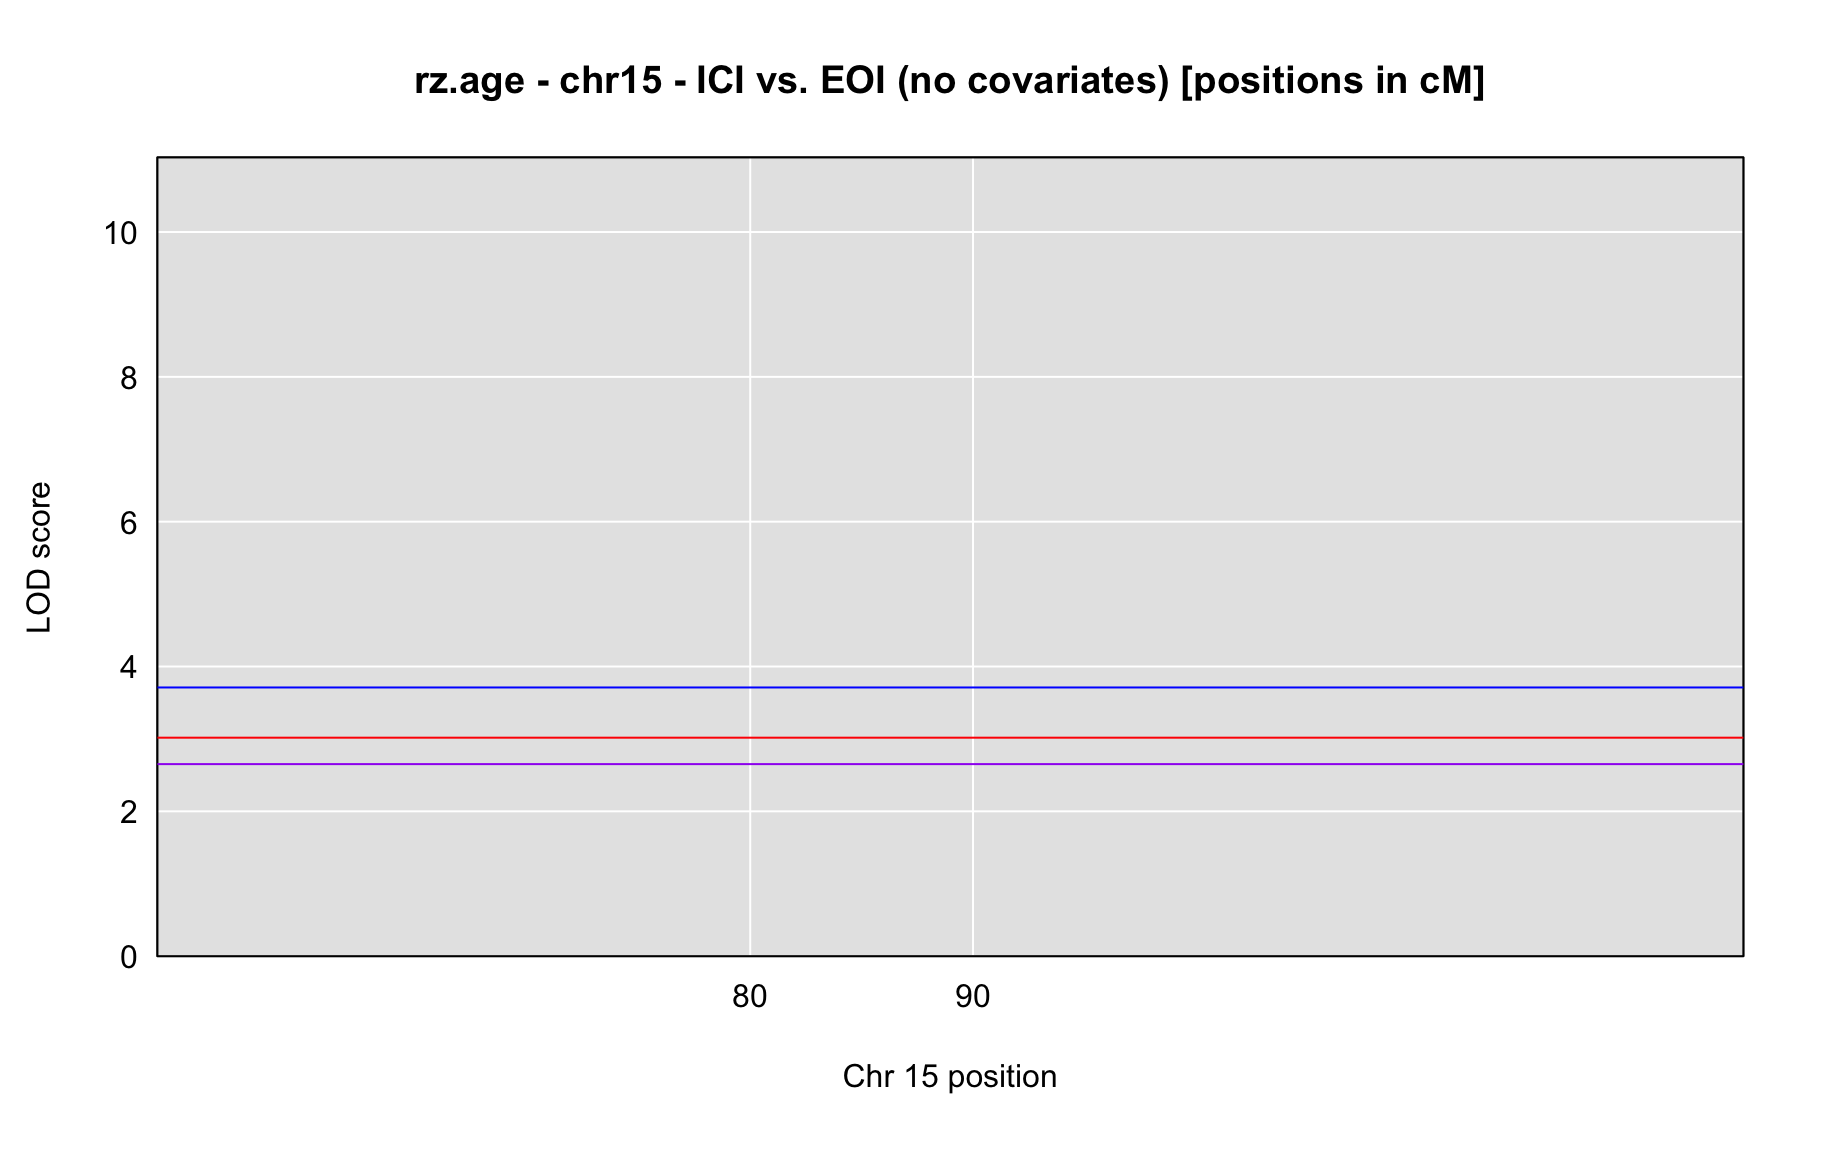 rz.age - chr15 - ICI vs. EOI (no covariates) [positions in cM]
10
8
6
4
2
0
LOD score
80 90
Chr 15 position